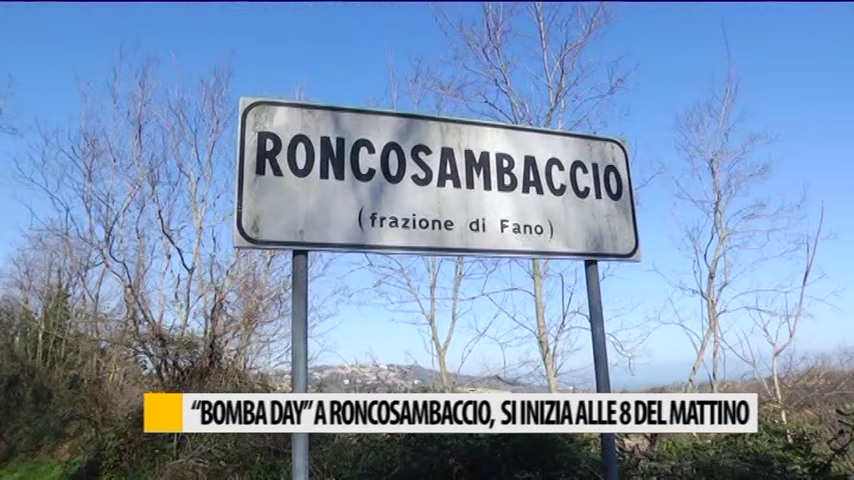 RONCOSAMBACCIO
(frazione di Fano)
“BOMBA DAY” A RONCOSAMBACCIO, SI INIZIA ALLE 8 DEL MATTINO